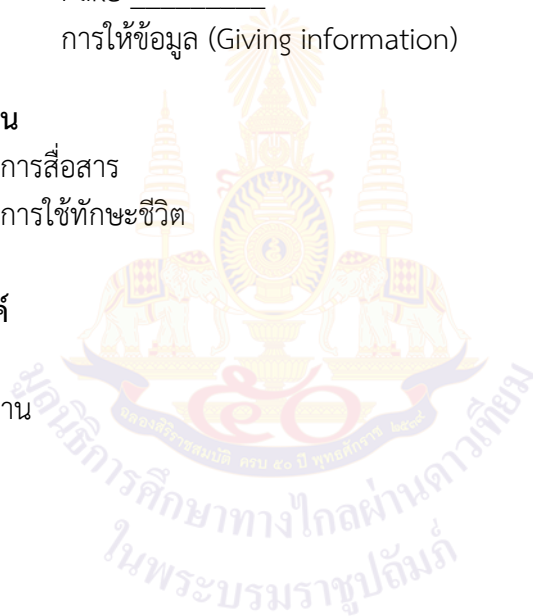 การให้ข้อมูล (Giving information)
น
การสื่อสาร
การใช้ทักษะชีวิต
ค์
าน
ฉลองสิริราชสมบัติ ครบ ๕๐ ปี พุทธศักราช ๒๕๓๙
มูลนิธิการศึกษาทางไกลผ่านดาวเทียม
ในพระบรมราชูปถัมภ์